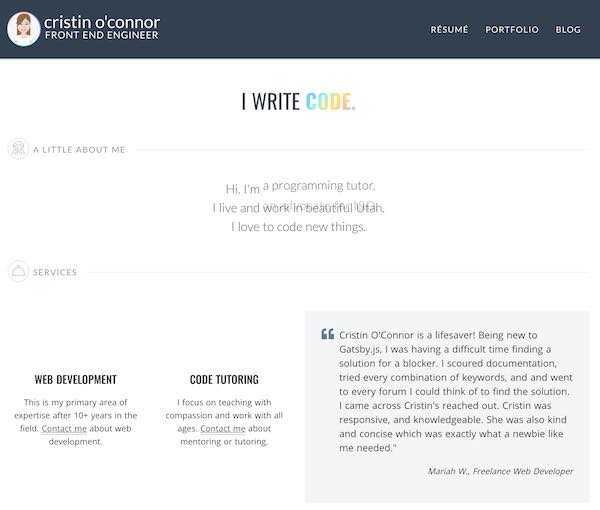 cristin o'connor
FRONT END ENGINEER
RÉSUMÉ PORTFOLIO BLOG
I WRITE CODE.
A LITTLE ABOUT ME
Hi. I'm a programming tutor.
I live and work in beautiful Utah.
I love to code new things.
SERVICES
WEB DEVELOPMENT
This is my primary area of
expertise after 10+ years in the
field. Contact me about web
development.
CODE TUTORING
I focus on teaching with
compassion and work with all
ages. Contact me about
mentoring or tutoring.
Cristin O'Connor is a lifesaver! Being new to
Gatsby.js, I was having a difficult time finding a
solution for a blocker. I scoured documentation,
tried every combination of keywords, and and went
to every forum I could think of to find the solution.
I came across Cristin's reached out. Cristin was
responsive, and knowledgeable. She was also kind
and concise which was exactly what a newbie like
me needed."
Mariah W., Freelance Web Developer